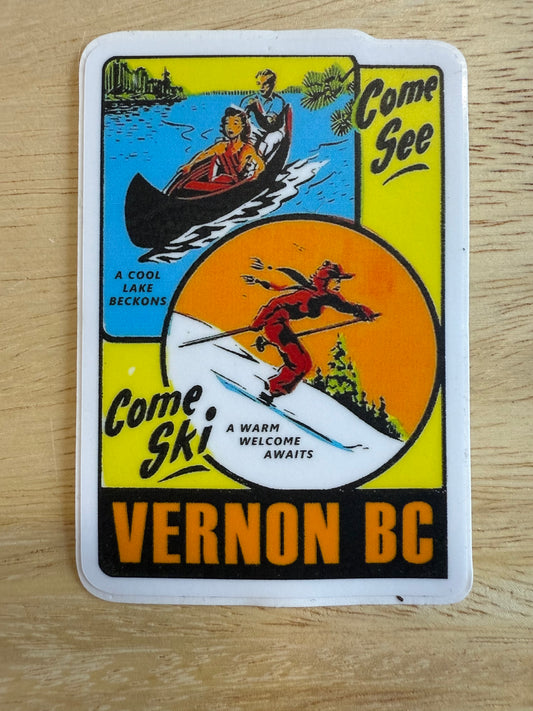 Come
See
A COOL
LAKE
BECKONS
Come
Ski
A WARM
WELCOME
AWAITS
VERNON BC